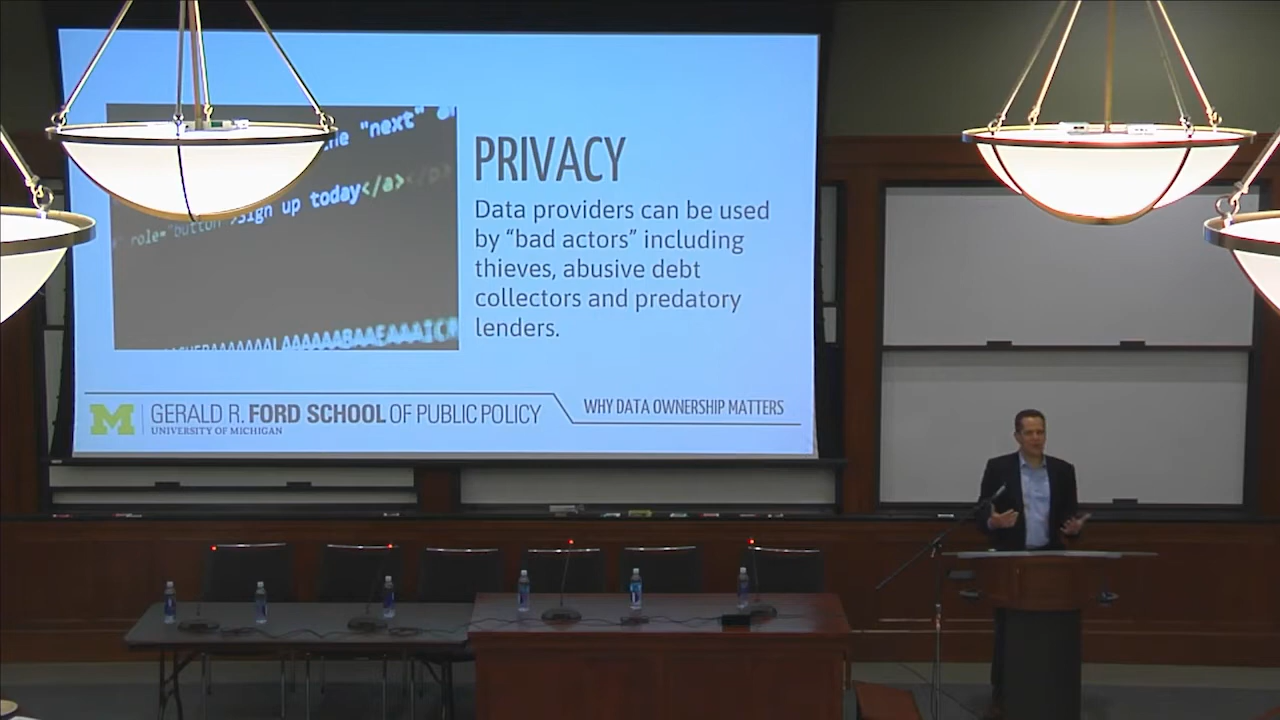 "next"
role="button">Sign up today</a>
PRIVACY
Data providers can be used
by “bad actors” including
thieves, abusive debt
collectors and predatory
lenders.
M
GERALD R. FORD SCHOOL OF PUBLIC POLICY
UNIVERSITY OF MICHIGAN
WHY DATA OWNERSHIP MATTERS